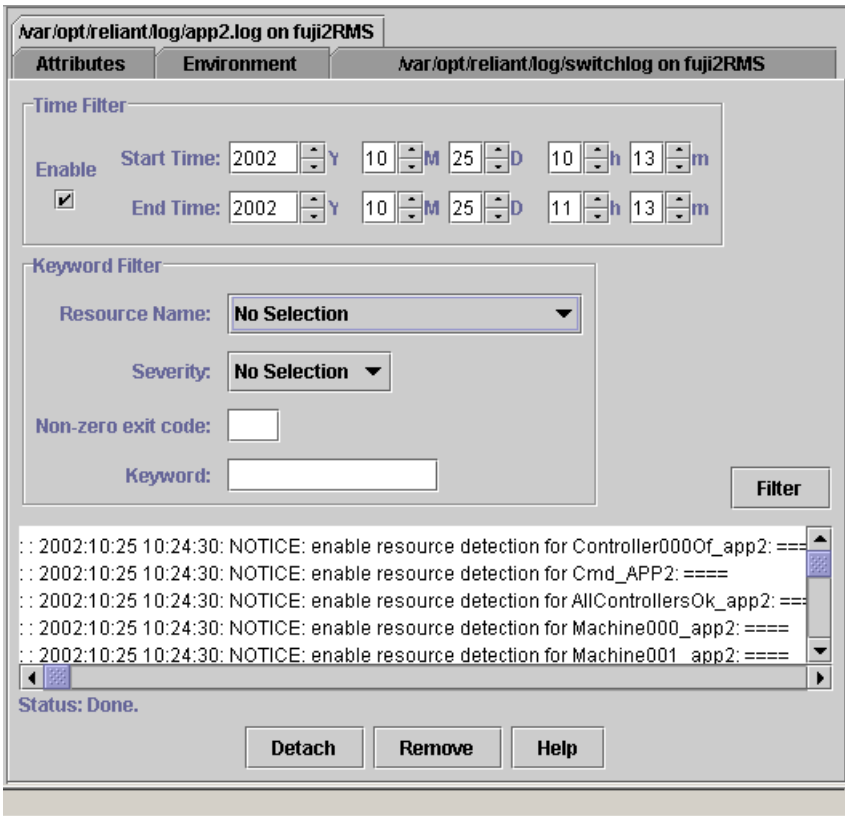 /var/opt/reliant/log/app2.log on fuji2RMS
Attributes Environment /var/opt/reliant/log/switchlog on fuji2RMS
Time Filter
Enable
Start Time: 2002 Y 10 M 25 D 10 h 13 m
End Time: 2002 Y 10 M 25 D 11 h 13 m
Keyword Filter
Resource Name: No Selection
Severity: No Selection
Non-zero exit code:
Keyword:
Filter
: : 2002:10:25 10:24:30: NOTICE: enable resource detection for Controller000Of_app2: ===
: : 2002:10:25 10:24:30: NOTICE: enable resource detection for Cmd_APP2: ====
: : 2002:10:25 10:24:30: NOTICE: enable resource detection for AllControllersOk_app2: ===
: : 2002:10:25 10:24:30: NOTICE: enable resource detection for Machine000_app2: ====
: : 2002:10:25 10:24:30: NOTICE: enable resource detection for Machine001_app2: ====
Status: Done.
Detach Remove Help